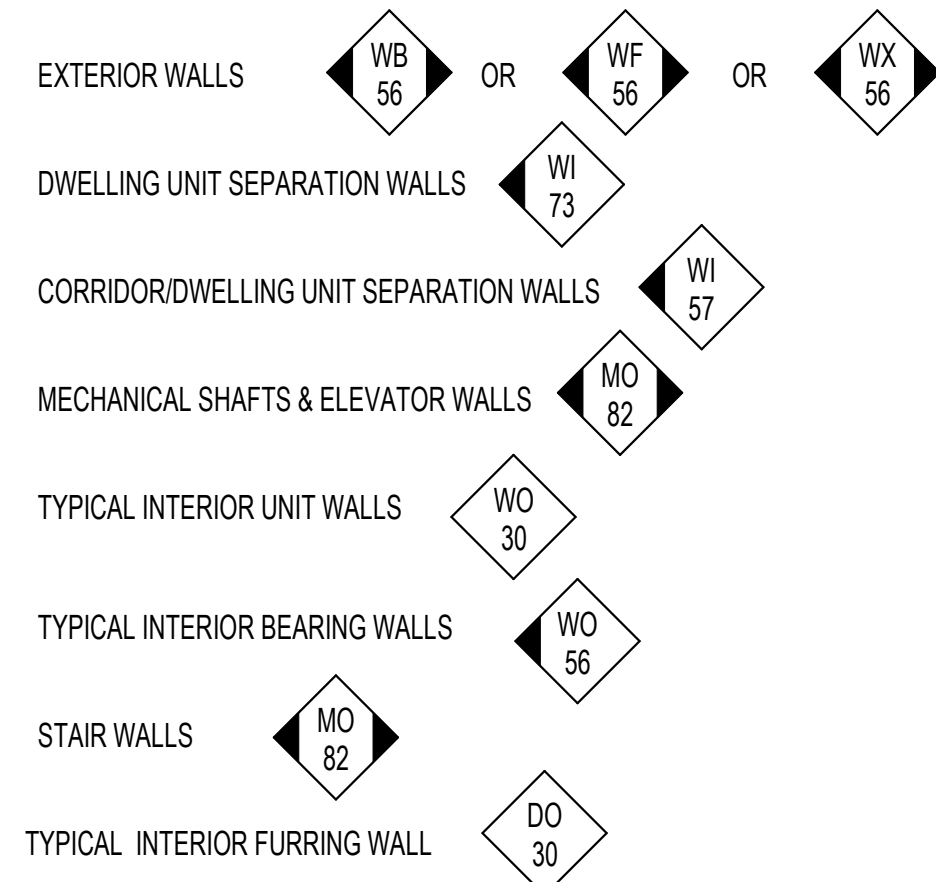 EXTERIOR WALLS WB 56 OR WF 56 OR WX 56
DWELLING UNIT SEPARATION WALLS WI 73
CORRIDOR/DWELLING UNIT SEPARATION WALLS WI 57
MECHANICAL SHAFTS & ELEVATOR WALLS MO 82
TYPICAL INTERIOR UNIT WALLS WO 30
TYPICAL INTERIOR BEARING WALLS WO 56
STAIR WALLS MO 82
TYPICAL INTERIOR FURRING WALL DO 30